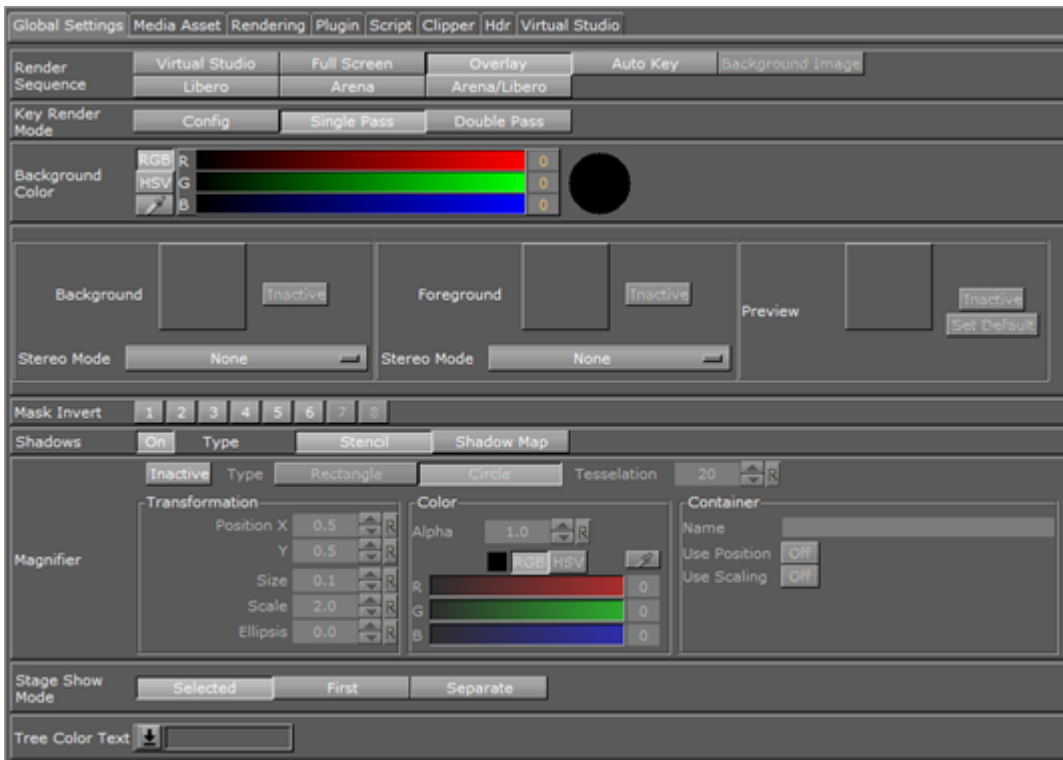 Global Settings Media Asset Rendering Plugin Script Clipper Hdr Virtual Studio
Render Sequence Virtual Studio Full Screen Overlay Auto Key Background Image
Libero Arena Arena/Libero
Key Render Mode Config Single Pass Double Pass
Background Color
RGB R 0
HSV G 0
B 0
Background Inactive
Stereo Mode None
Foreground Inactive
Stereo Mode None
Preview Inactive
Set Default
Mask Invert 1 2 3 4 5 6 7 8
Shadows On Type Stencil Shadow Map
Magnifier
Inactive Type Rectangle Circle Tesselation 20 R
Transformation
Position X 0.5 R
Y 0.5 R
Size 0.1 R
Scale 2.0 R
Ellipsis 0.0 R
Color
Alpha 1.0 R
RGB HSV
R 0
G 0
B 0
Container
Name
Use Position Off
Use Scaling Off
Stage Show Mode Selected First Separate
Tree Color Text